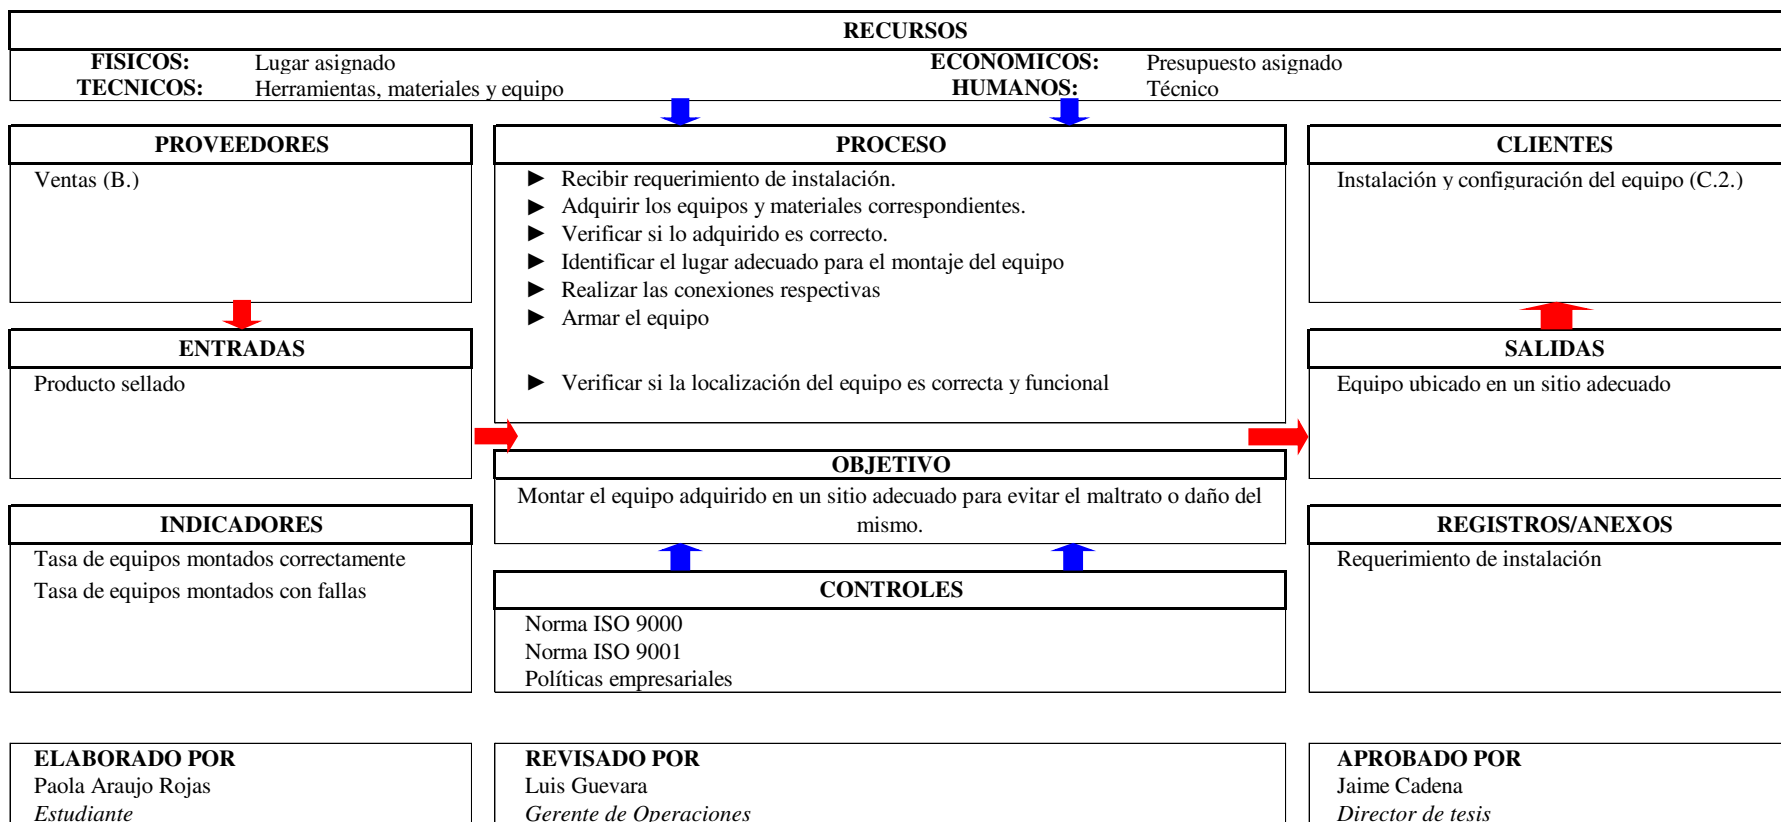 RECURSOS
FISICOS: Lugar asignado ECONOMICOS: Presupuesto asignado
TECNICOS: Herramientas, materiales y equipo HUMANOS: Técnico
PROVEEDORES
Ventas (B.)
PROCESO
► Recibir requerimiento de instalación.
► Adquirir los equipos y materiales correspondientes.
► Verificar si lo adquirido es correcto.
► Identificar el lugar adecuado para el montaje del equipo
► Realizar las conexiones respectivas
► Armar el equipo
► Verificar si la localización del equipo es correcta y funcional
CLIENTES
Instalación y configuración del equipo (C.2.)
ENTRADAS
Producto sellado
SALIDAS
Equipo ubicado en un sitio adecuado
OBJETIVO
Montar el equipo adquirido en un sitio adecuado para evitar el maltrato o daño del
mismo.
INDICADORES
Tasa de equipos montados correctamente
Tasa de equipos montados con fallas
CONTROLES
Norma ISO 9000
Norma ISO 9001
Políticas empresariales
REGISTROS/ANEXOS
Requerimiento de instalación
ELABORADO POR
Paola Araujo Rojas
Estudiante
REVISADO POR
Luis Guevara
Gerente de Operaciones
APROBADO POR
Jaime Cadena
Director de tesis